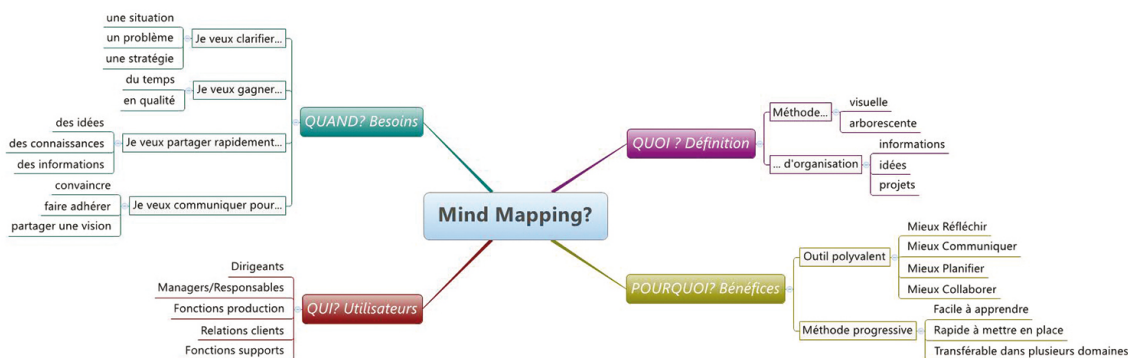 Mind Mapping?
QUOI ? Définition
Méthode...
visuelle
arborescente
... d'organisation
informations
idées
projets
POURQUOI? Bénéfices
Outil polyvalent
Mieux Réfléchir
Mieux Communiquer
Mieux Planifier
Mieux Collaborer
Méthode progressive
Facile à apprendre
Rapide à mettre en place
Transférable dans plusieurs domaines
QUAND? Besoins
Je veux clarifier...
une situation
un problème
une stratégie
Je veux gagner...
du temps
en qualité
Je veux partager rapidement...
des idées
des connaissances
des informations
Je veux communiquer pour...
convaincre
faire adhérer
partager une vision
QUI? Utilisateurs
Dirigeants
Managers/Responsables
Fonctions production
Relations clients
Fonctions supports